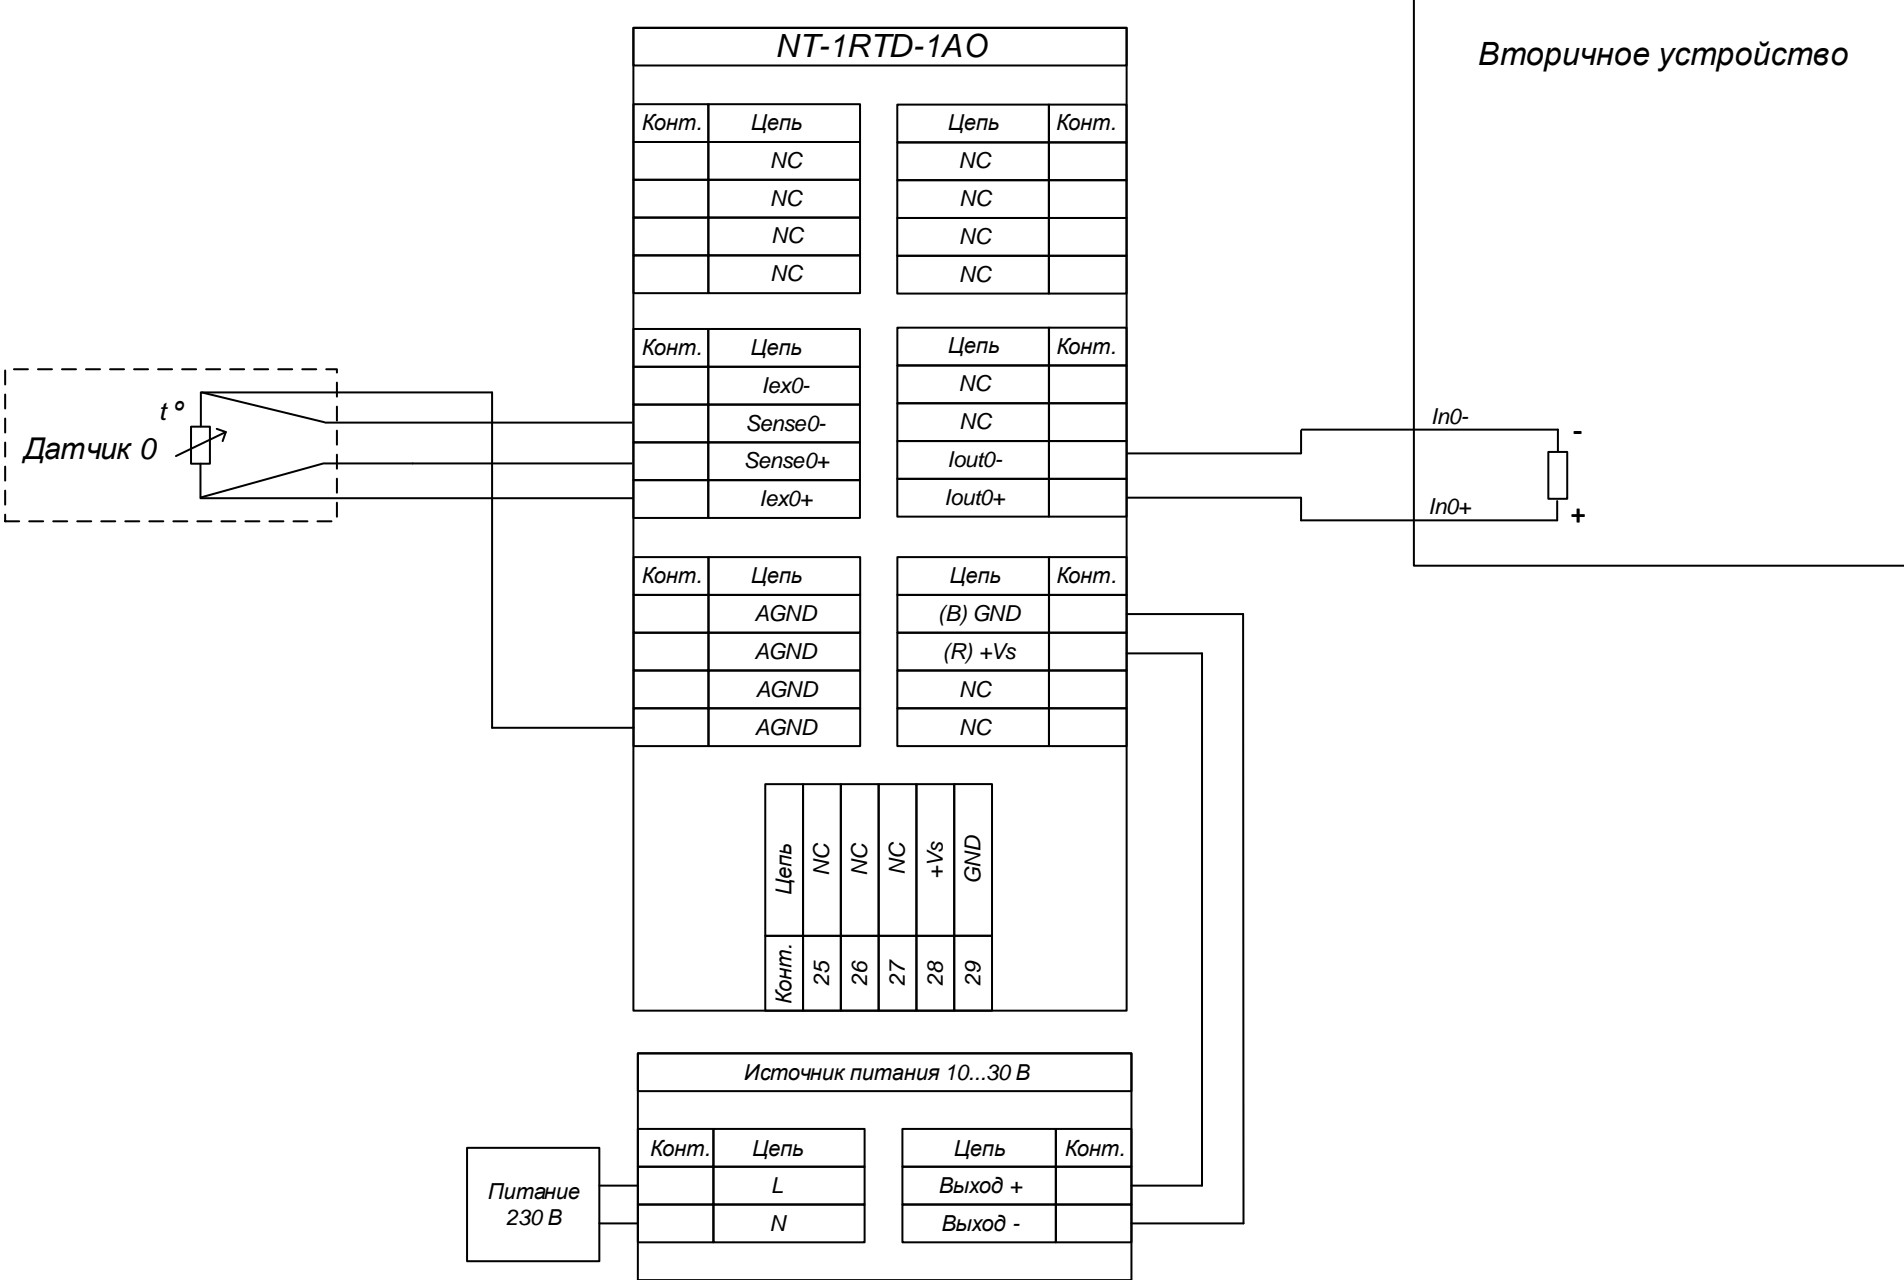 NT-1RTD-1AO
Вторичное устройство
Конт. Цепь Цепь Конт.
NC NC
NC NC
NC NC
NC NC
Конт. Цепь Цепь Конт.
Iex0- NC
Sense0- NC
Sense0+ Iout0-
Iex0+ Iout0+
t°
Датчик 0
In0- -
In0+ +
Конт. Цепь Цепь Конт.
AGND (B) GND
AGND (R) +Vs
AGND NC
AGND NC
Цепь NC NC NC +Vs GND
Конт. 25 26 27 28 29
Источник питания 10...30 В
Конт. Цепь Цепь Конт.
L Выход +
N Выход -
Питание
230 В